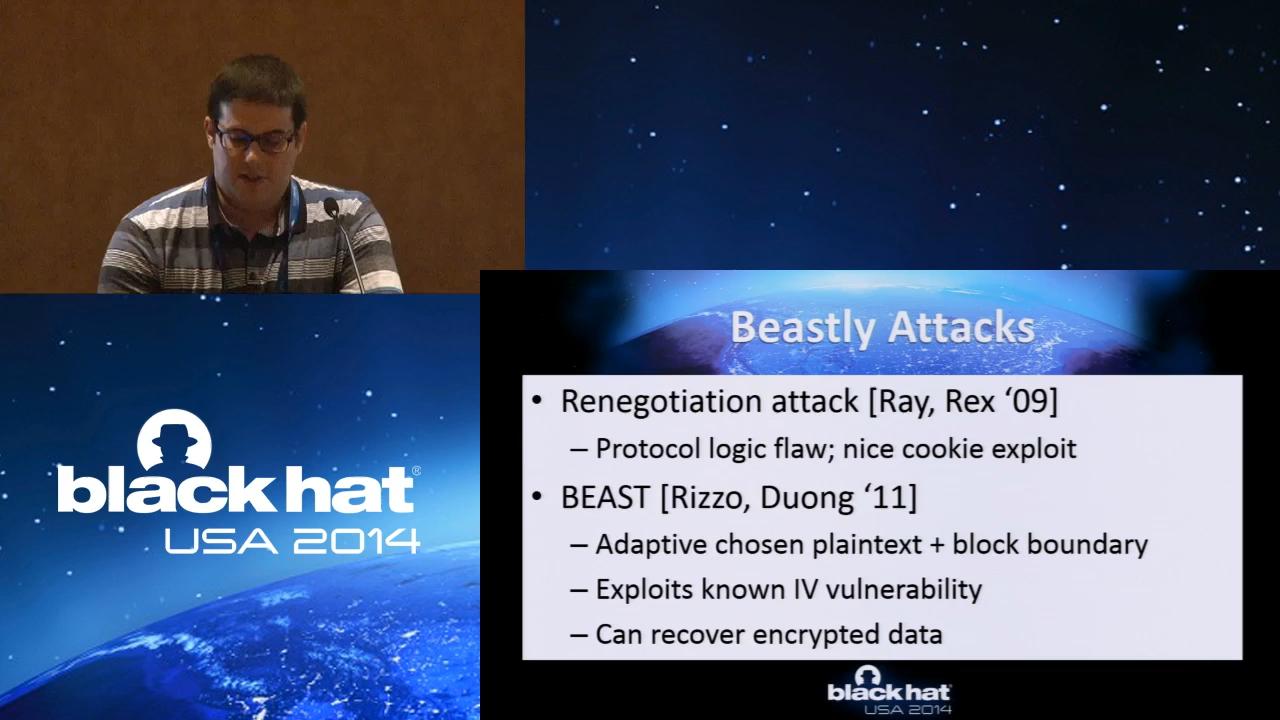 black hat®
USA 2014
Beastly Attacks
• Renegotiation attack [Ray, Rex ‘09]
– Protocol logic flaw; nice cookie exploit
• BEAST [Rizzo, Duong ‘11]
– Adaptive chosen plaintext + block boundary
– Exploits known IV vulnerability
– Can recover encrypted data
black hat®
USA 2014